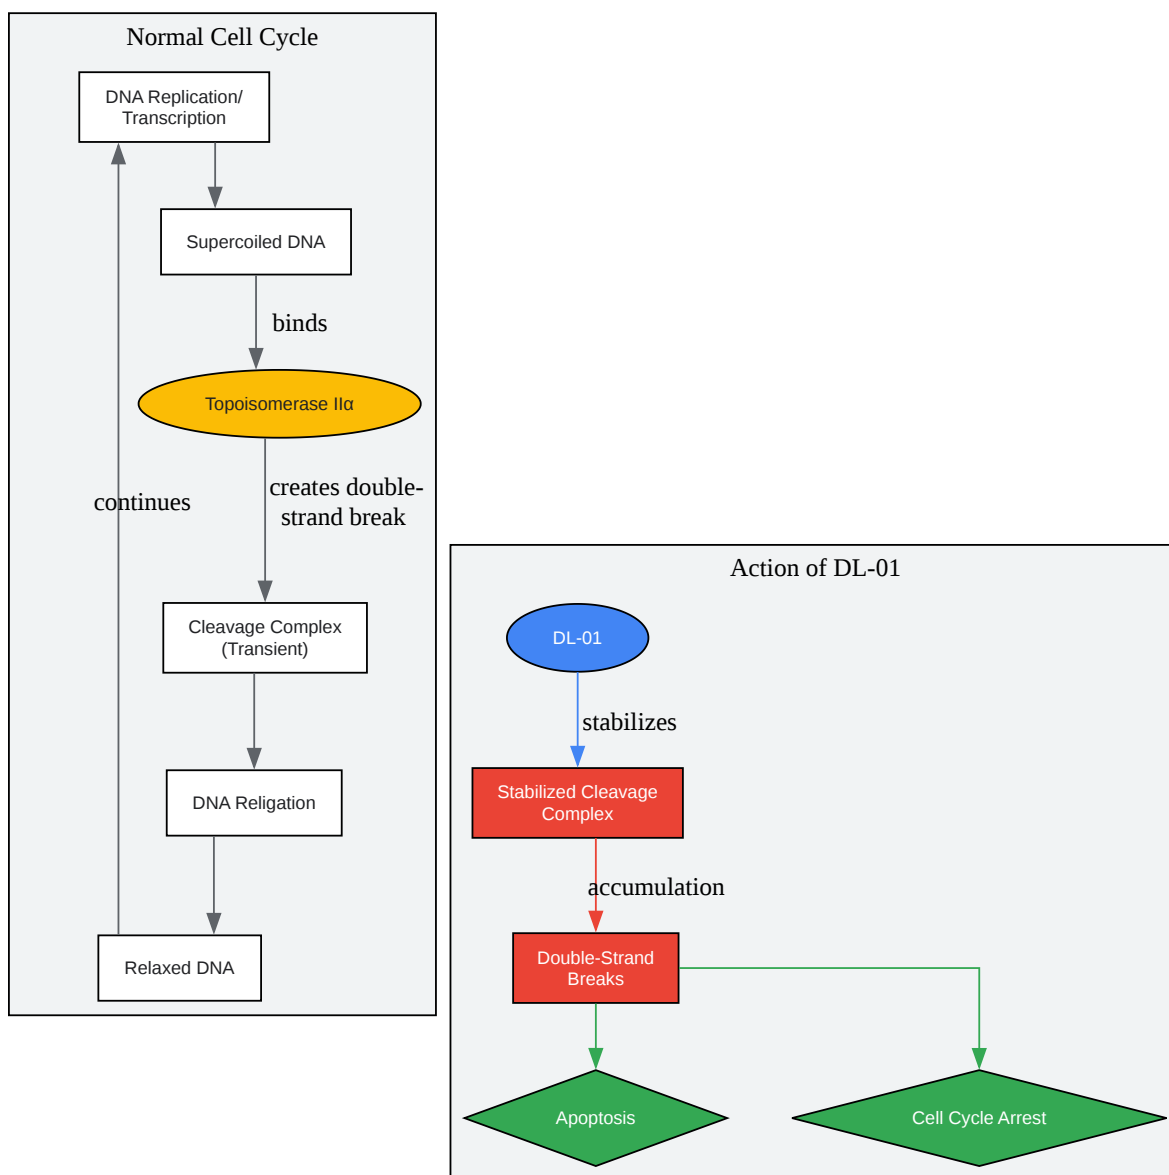 Normal Cell Cycle
DNA Replication/
Transcription
Supercoiled DNA
binds
Topoisomerase IIα
continues
creates double-
strand break
Cleavage Complex
(Transient)
DNA Religation
Relaxed DNA
Action of DL-01
DL-01
stabilizes
Stabilized Cleavage
Complex
accumulation
Double-Strand
Breaks
Apoptosis
Cell Cycle Arrest